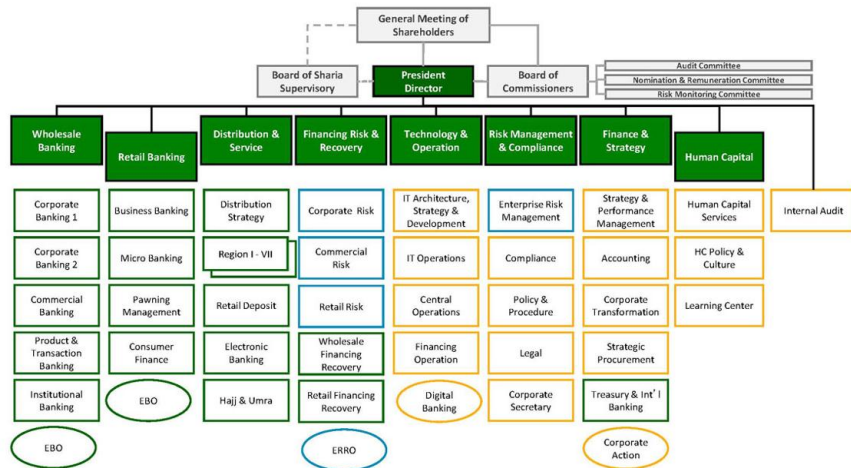 General Meeting of
Shareholders
Board of Sharia
Supervisory
President
Director
Board of
Commissioners
Audit Committee
Nomination & Remuneration Committee
Risk Monitoring Committee
Wholesale
Banking
Retail Banking
Distribution &
Service
Financing Risk &
Recovery
Technology &
Operation
Risk Management
& Compliance
Finance &
Strategy
Human Capital
Corporate
Banking 1
Corporate
Banking 2
Commercial
Banking
Product &
Transaction
Banking
Institutional
Banking
EBO
Business Banking
Micro Banking
Pawning
Management
Consumer
Finance
EBO
Distribution
Strategy
Region I - VII
Retail Deposit
Electronic
Banking
Hajj & Umra
Corporate Risk
Commercial
Risk
Retail Risk
Wholesale
Financing
Recovery
Retail Financing
Recovery
ERRO
IT Architecture,
Strategy &
Development
IT Operations
Central
Operations
Financing
Operation
Digital
Banking
Enterprise Risk
Management
Compliance
Policy &
Procedure
Legal
Corporate
Secretary
Strategy &
Performance
Management
Accounting
Corporate
Transformation
Strategic
Procurement
Treasury & Int'l
Banking
Corporate
Action
Human Capital
Services
HC Policy &
Culture
Learning Center
Internal Audit